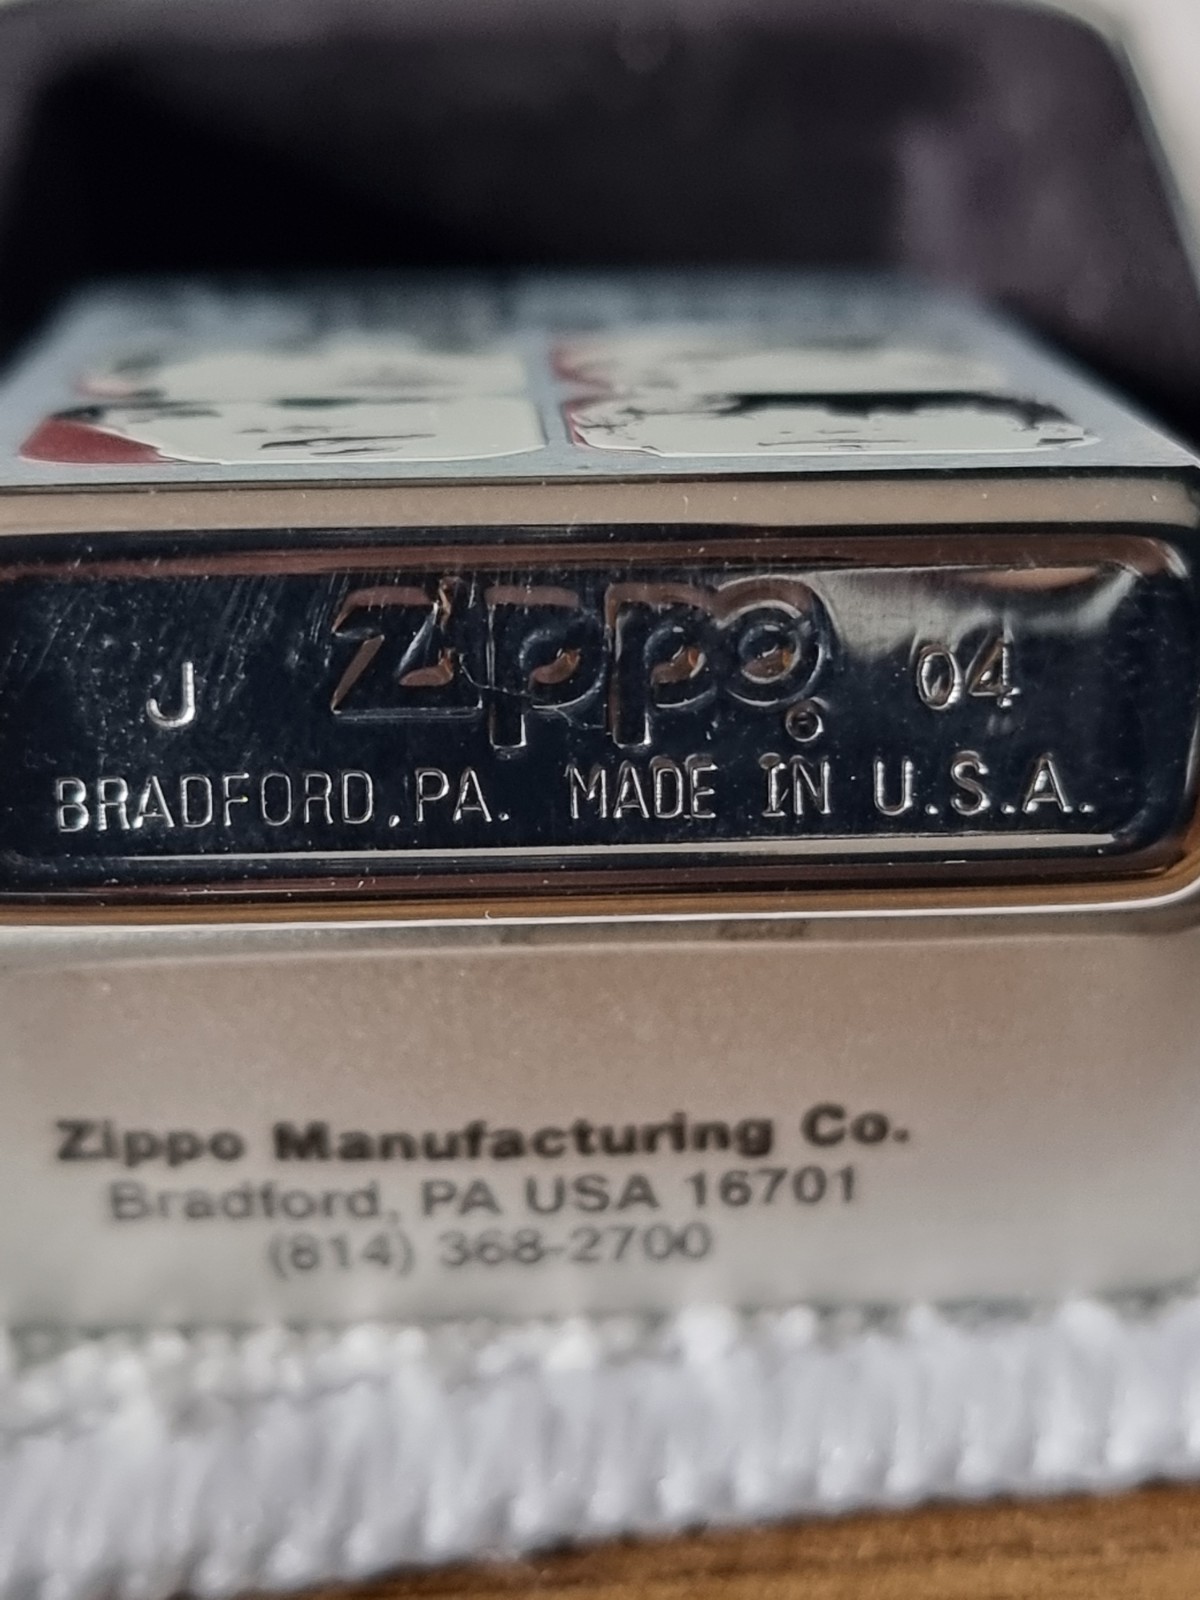 J Zippo® 04
BRADFORD, PA. MADE IN U.S.A.
Zippo Manufacturing Co.
Bradford, PA USA 16701
(814) 368-2700